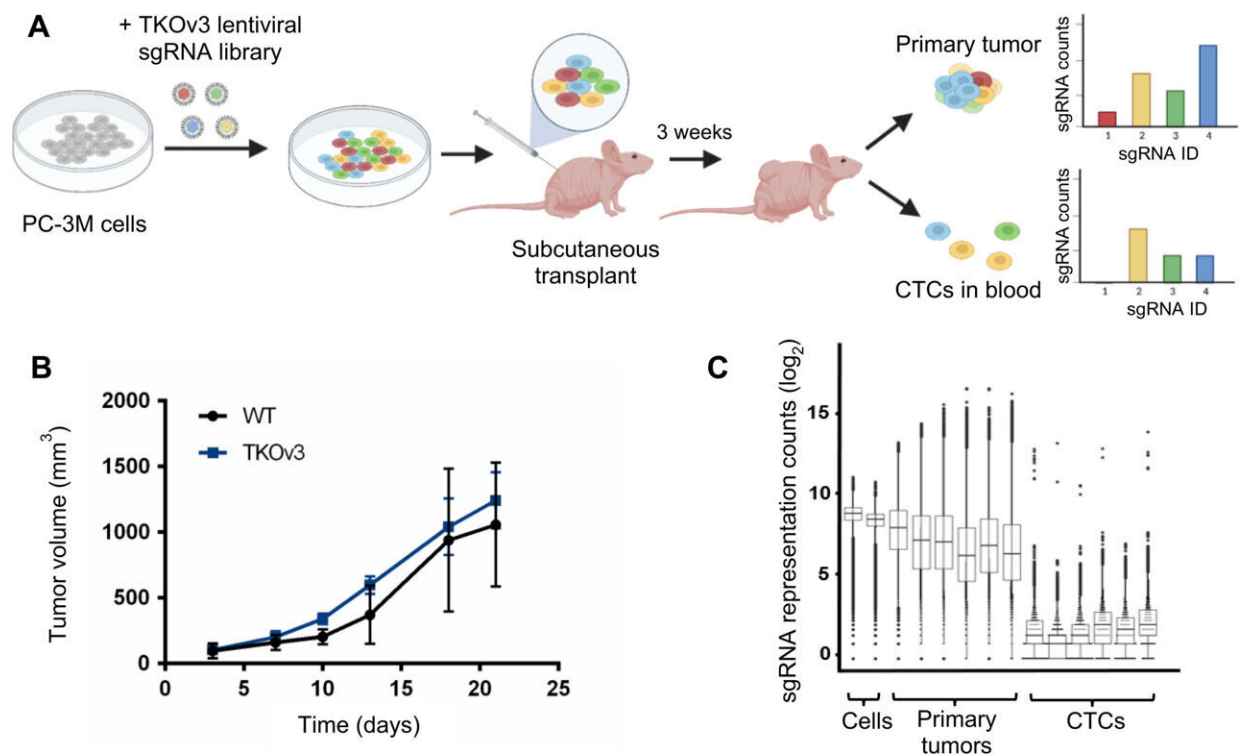 A
+ TKOv3 lentiviral
sgRNA library
PC-3M cells
Subcutaneous
transplant
3 weeks
Primary tumor
CTCs in blood
sgRNA counts
1 2 3 4
sgRNA ID
sgRNA counts
1 2 3 4
sgRNA ID
B
WT
TKOv3
Tumor volume (mm³)
2000
1500
1000
500
0
0 5 10 15 20 25
Time (days)
C
sgRNA representation counts (log₂)
15
10
5
0
Cells
Primary
tumors
CTCs